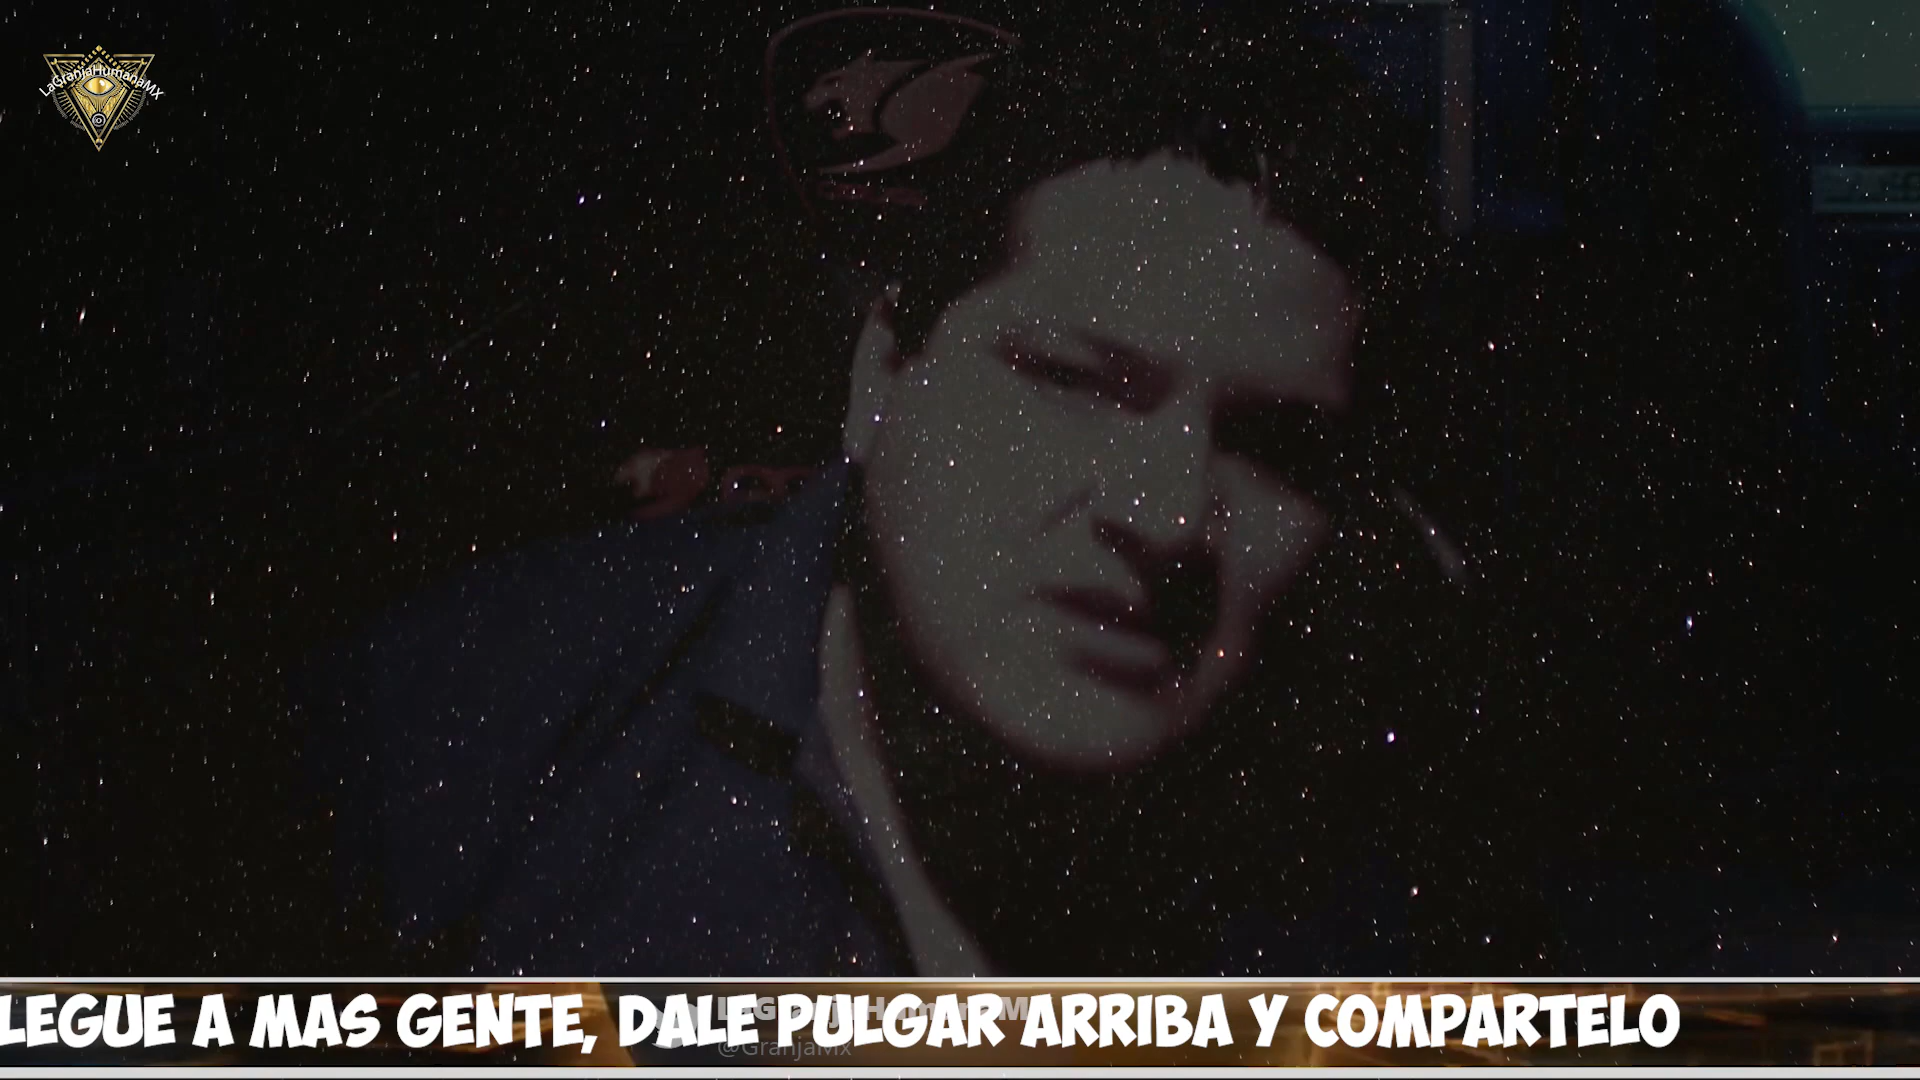 LaGranjaHumanaMX
LEGUE A MAS GENTE, DALE PULGAR ARRIBA Y COMPARTELO
@GranjaMx